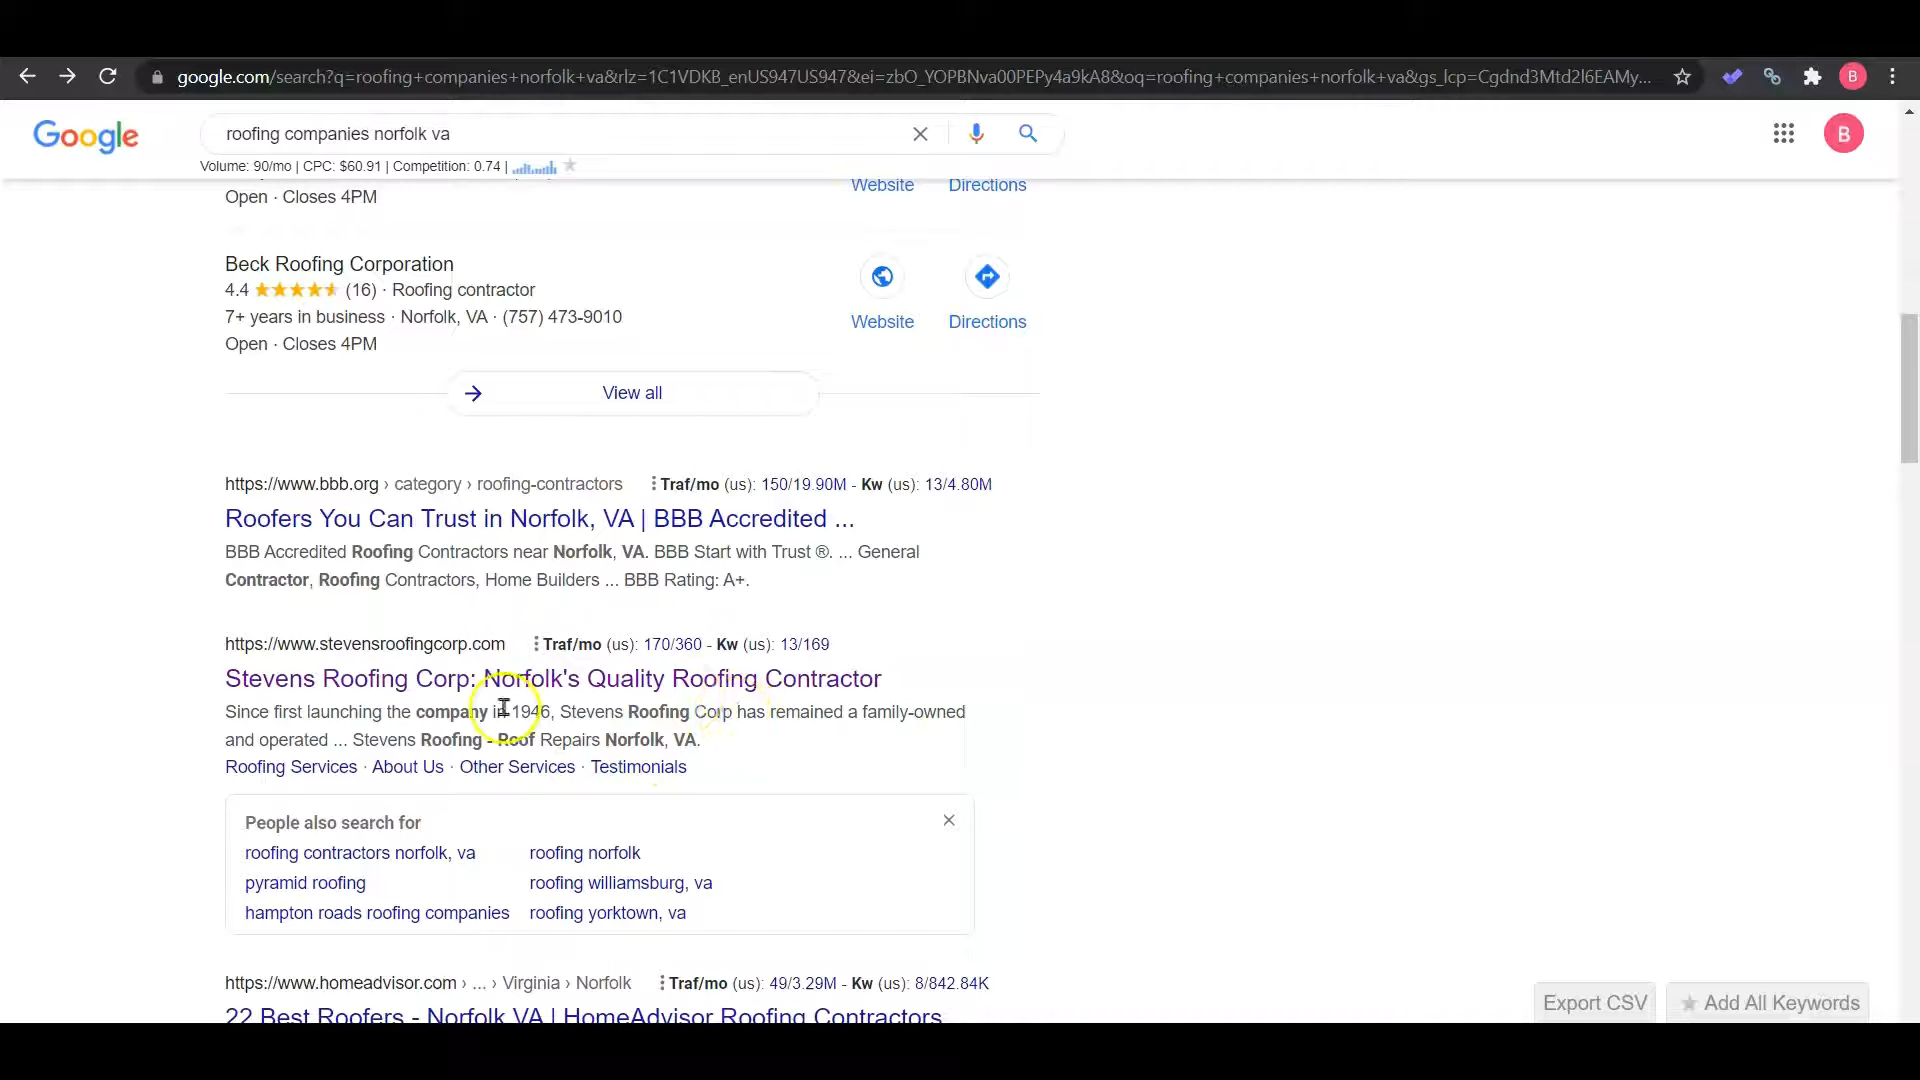 google.com/search?q=roofing+companies+norfolk+va&rlz=1C1VDKB_enUS947US947&ei=zbO_YOPBNva00PEPy4a9kA8&oq=roofing+companies+norfolk+va&gs_lcp=Cgdnd3Mtd2l6EAMy...
B
Google
roofing companies norfolk va
B
Volume: 90/mo | CPC: $60.91 | Competition: 0.74 |
Website
Directions
Open · Closes 4PM
Beck Roofing Corporation
4.4 (16) · Roofing contractor
7+ years in business · Norfolk, VA · (757) 473-9010
Website
Directions
Open · Closes 4PM
View all
https://www.bbb.org › category › roofing-contractors Traf/mo (us): 150/19.90M - Kw (us): 13/4.80M
Roofers You Can Trust in Norfolk, VA | BBB Accredited ...
BBB Accredited Roofing Contractors near Norfolk, VA. BBB Start with Trust ®. ... General
Contractor, Roofing Contractors, Home Builders ... BBB Rating: A+.
https://www.stevensroofingcorp.com Traf/mo (us): 170/360 - Kw (us): 13/169
Stevens Roofing Corp: Norfolk's Quality Roofing Contractor
Since first launching the company in 1946, Stevens Roofing Corp has remained a family-owned
and operated ... Stevens Roofing - Roof Repairs Norfolk, VA.
Roofing Services · About Us · Other Services · Testimonials
People also search for
roofing contractors norfolk, va
roofing norfolk
pyramid roofing
roofing williamsburg, va
hampton roads roofing companies
roofing yorktown, va
https://www.homeadvisor.com › ... › Virginia › Norfolk Traf/mo (us): 49/3.29M - Kw (us): 8/842.84K
22 Best Roofers - Norfolk VA | HomeAdvisor Roofing Contractors
Export CSV
Add All Keywords